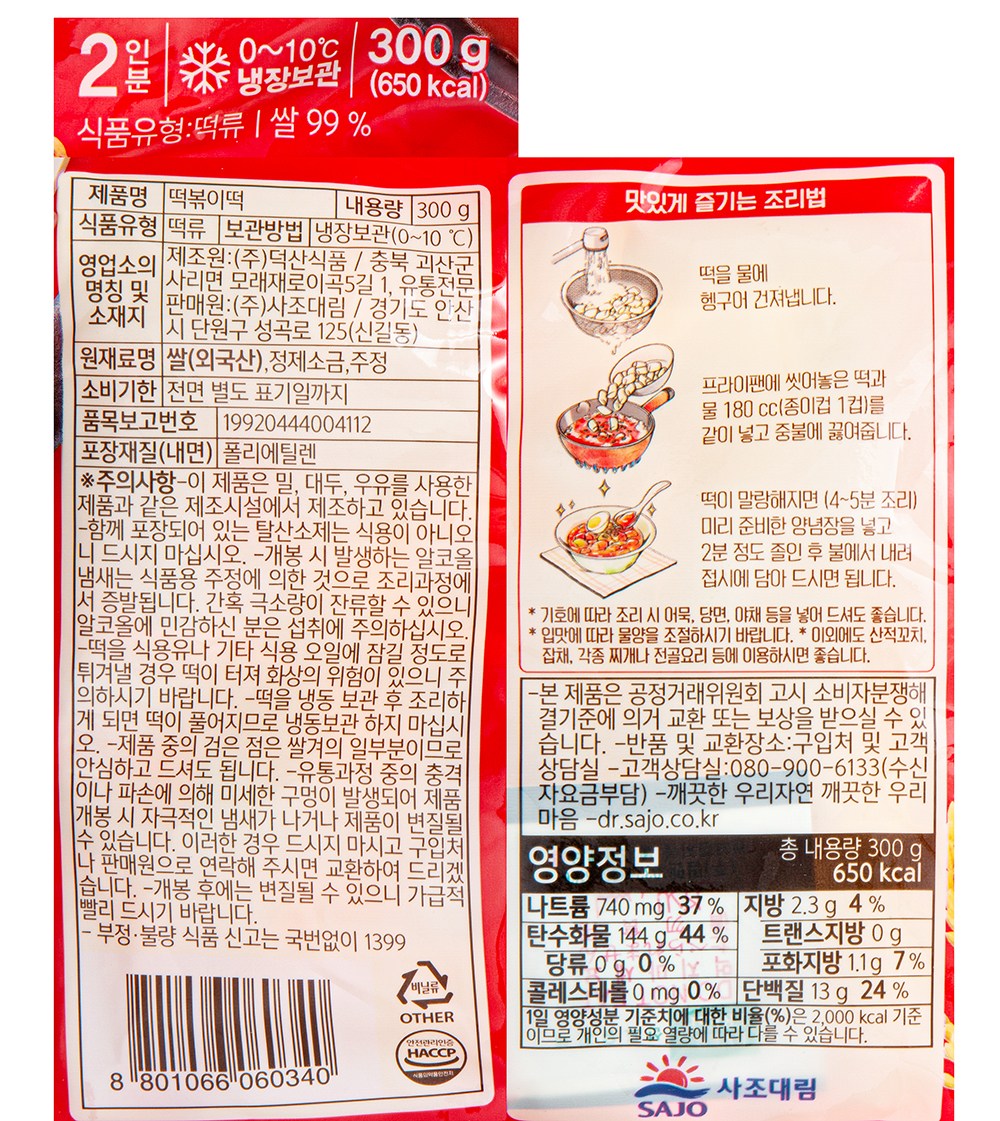 2인분 0~10℃ 냉장보관 300 g (650 kcal)
식품유형:떡류 | 쌀 99 %
제품명 떡볶이떡 내용량 300 g
식품유형 떡류 보관방법 냉장보관(0~10 ℃)
영업소의 명칭 및 소재지
제조원:(주)덕산식품 / 충북 괴산군
사리면 모래재로이곡5길 1, 유통전문
판매원:(주)사조대림 / 경기도 안산
시 단원구 성곡로 125(신길동)
원재료명 쌀(외국산),정제소금,주정
소비기한 전면 별도 표기일까지
품목보고번호 19920444004112
포장재질(내면) 폴리에틸렌
※주의사항-이 제품은 밀, 대두, 우유를 사용한
제품과 같은 제조시설에서 제조하고 있습니다.
-함께 포장되어 있는 탈산소제는 식용이 아니오
니 드시지 마십시오. -개봉 시 발생하는 알코올
냄새는 식품용 주정에 의한 것으로 조리과정에
서 증발됩니다. 간혹 극소량이 잔류할 수 있으니
알코올에 민감하신 분은 섭취에 주의하십시오.
-떡을 식용유나 기타 식용 오일에 잠길 정도로
튀겨낼 경우 떡이 터져 화상의 위험이 있으니 주
의하시기 바랍니다. -떡을 냉동 보관 후 조리하
게 되면 떡이 풀어지므로 냉동보관 하지 마십시
오. -제품 중의 검은 점은 쌀겨의 일부분이므로
안심하고 드셔도 됩니다. -유통과정 중의 충격
이나 파손에 의해 미세한 구멍이 발생되어 제품
개봉 시 자극적인 냄새가 나거나 제품이 변질될
수 있습니다. 이러한 경우 드시지 마시고 구입처
나 판매원으로 연락해 주시면 교환하여 드리겠
습니다. -개봉 후에는 변질될 수 있으니 가급적
빨리 드시기 바랍니다.
- 부정·불량 식품 신고는 국번없이 1399
비닐류
OTHER
안전관리인증
HACCP
식품의약품안전처
8 801066 060340
맛있게 즐기는 조리법
떡을 물에
헹구어 건져냅니다.
프라이팬에 씻어놓은 떡과
물 180 cc(종이컵 1컵)를
같이 넣고 중불에 끓여줍니다.
떡이 말랑해지면 (4~5분 조리)
미리 준비한 양념장을 넣고
2분 정도 졸인 후 불에서 내려
접시에 담아 드시면 됩니다.
* 기호에 따라 조리 시 어묵, 당면, 야채 등을 넣어 드셔도 좋습니다.
* 입맛에 따라 물양을 조절하시기 바랍니다. * 이외에도 산적꼬치,
잡채, 각종 찌개나 전골요리 등에 이용하시면 좋습니다.
-본 제품은 공정거래위원회 고시 소비자분쟁해
결기준에 의거 교환 또는 보상을 받으실 수 있
습니다. -반품 및 교환장소:구입처 및 고객
상담실 -고객상담실:080-900-6133(수신
자요금부담) -깨끗한 우리자연 깨끗한 우리
마음 -dr.sajo.co.kr
영양정보 총 내용량 300 g
650 kcal
나트륨 740 mg 37 % 지방 2.3 g 4 %
탄수화물 144 g 44 % 트랜스지방 0 g
당류 0 g 0 % 포화지방 1.1 g 7 %
콜레스테롤 0 mg 0 % 단백질 13 g 24 %
1일 영양성분 기준치에 대한 비율(%)은 2,000 kcal 기준
이므로 개인의 필요 열량에 따라 다를 수 있습니다.
SAJO 사조대림